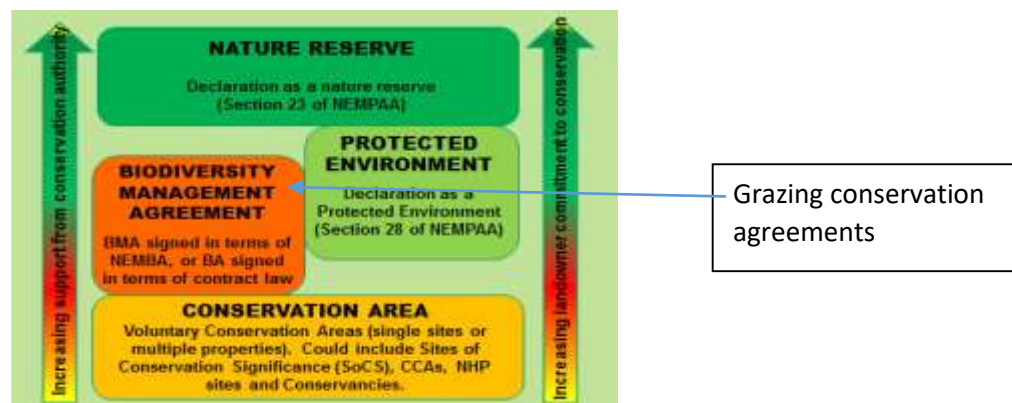 Increasing support from conservation authority
NATURE RESERVE
Declaration as a nature reserve
(Section 23 of NEMPAA)
PROTECTED
ENVIRONMENT
Declaration as a
Protected Environment
(Section 28 of NEMPAA)
BIODIVERSITY
MANAGEMENT
AGREEMENT
BMA signed in terms of
NEMBA, or BA signed
in terms of contract law
CONSERVATION AREA
Voluntary Conservation Areas (single sites or
multiple properties). Could include Sites of
Conservation Significance (SoCS), CCAs, NHP
sites and Conservancies.
Increasing landowner commitment to conservation
Grazing conservation
agreements